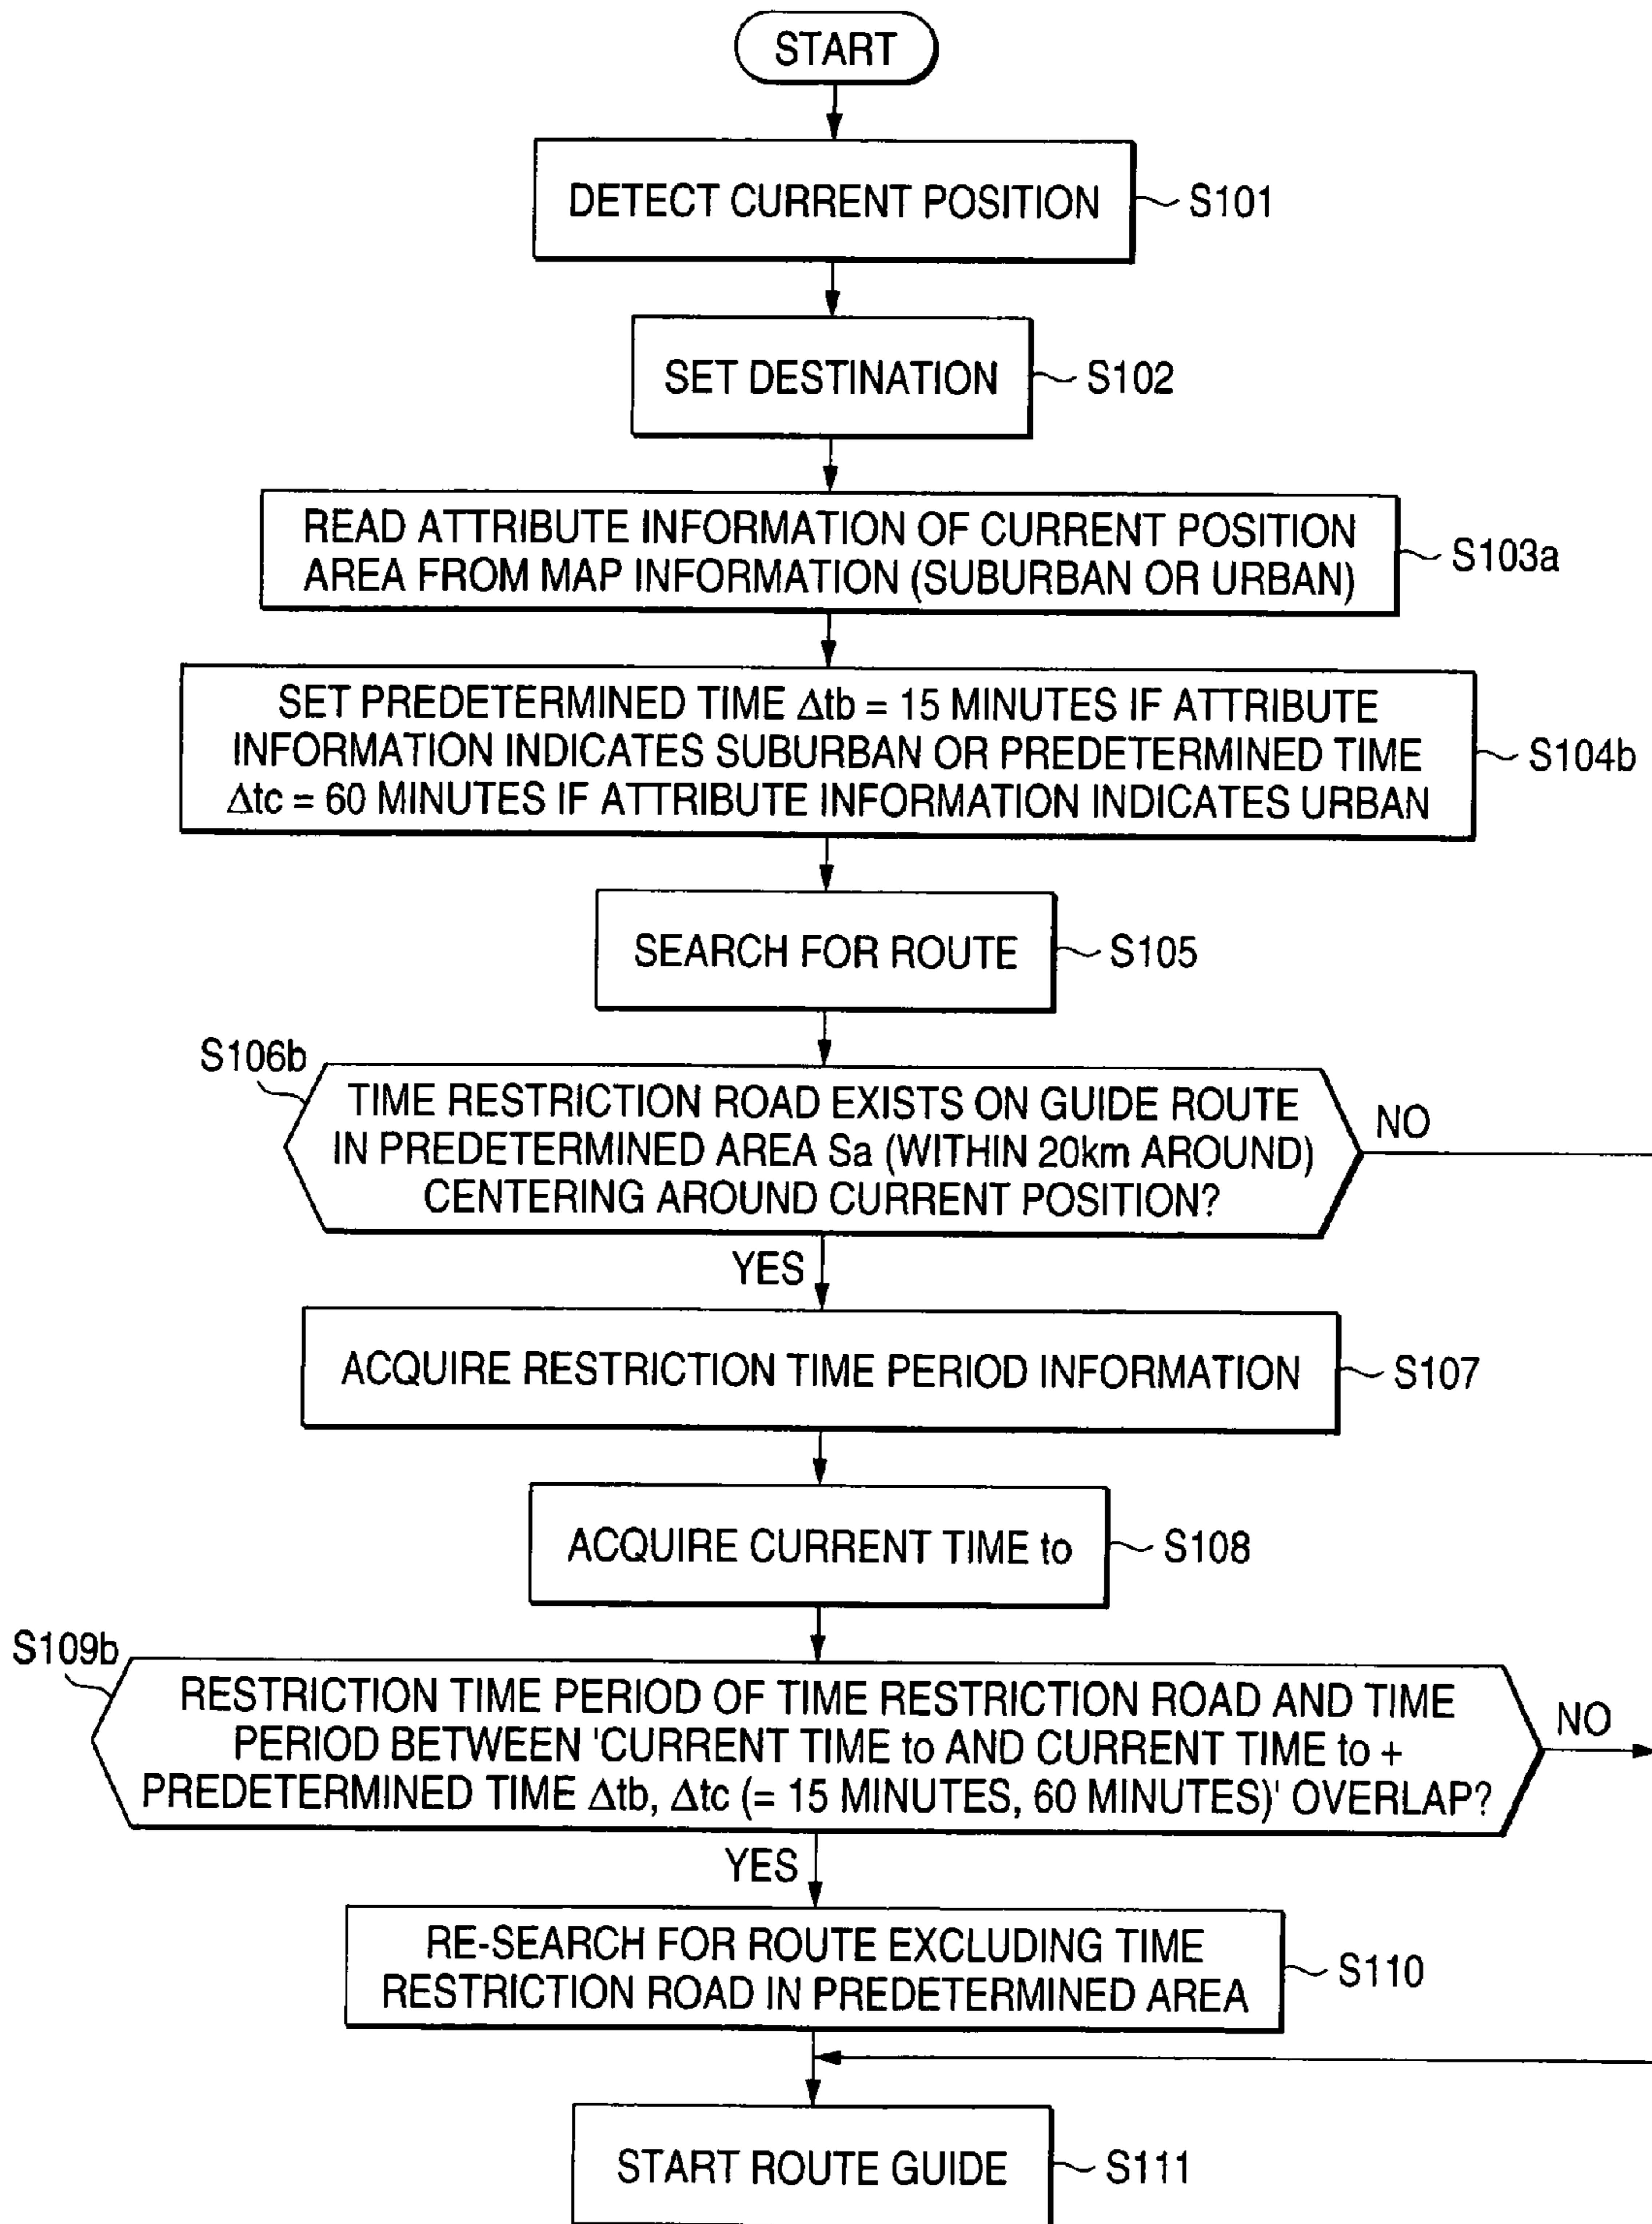 START
DETECT CURRENT POSITION
S101
SET DESTINATION
S102
READ ATTRIBUTE INFORMATION OF CURRENT POSITION
AREA FROM MAP INFORMATION (SUBURBAN OR URBAN)
S103a
SET PREDETERMINED TIME Δtb = 15 MINUTES IF ATTRIBUTE
INFORMATION INDICATES SUBURBAN OR PREDETERMINED TIME
Δtc = 60 MINUTES IF ATTRIBUTE INFORMATION INDICATES URBAN
S104b
SEARCH FOR ROUTE
S105
S106b
TIME RESTRICTION ROAD EXISTS ON GUIDE ROUTE
IN PREDETERMINED AREA Sa (WITHIN 20km AROUND)
CENTERING AROUND CURRENT POSITION?
NO
YES
ACQUIRE RESTRICTION TIME PERIOD INFORMATION
S107
ACQUIRE CURRENT TIME to
S108
S109b
RESTRICTION TIME PERIOD OF TIME RESTRICTION ROAD AND TIME
PERIOD BETWEEN 'CURRENT TIME to AND CURRENT TIME to +
PREDETERMINED TIME Δtb, Δtc (= 15 MINUTES, 60 MINUTES)' OVERLAP?
NO
YES
RE-SEARCH FOR ROUTE EXCLUDING TIME
RESTRICTION ROAD IN PREDETERMINED AREA
S110
START ROUTE GUIDE
S111